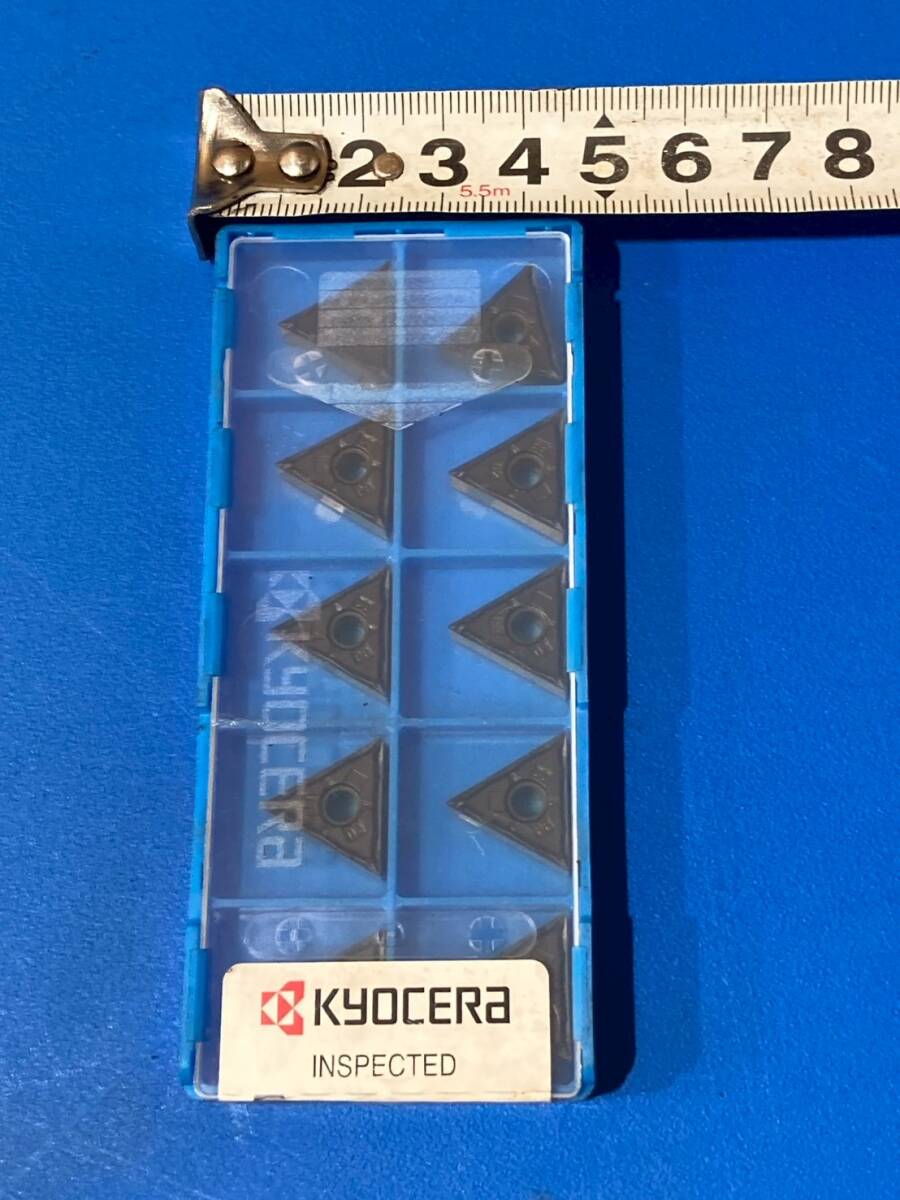 2 3 4 5 6 7 8
5.5m
KYOCERA
KYOCERA
INSPECTED